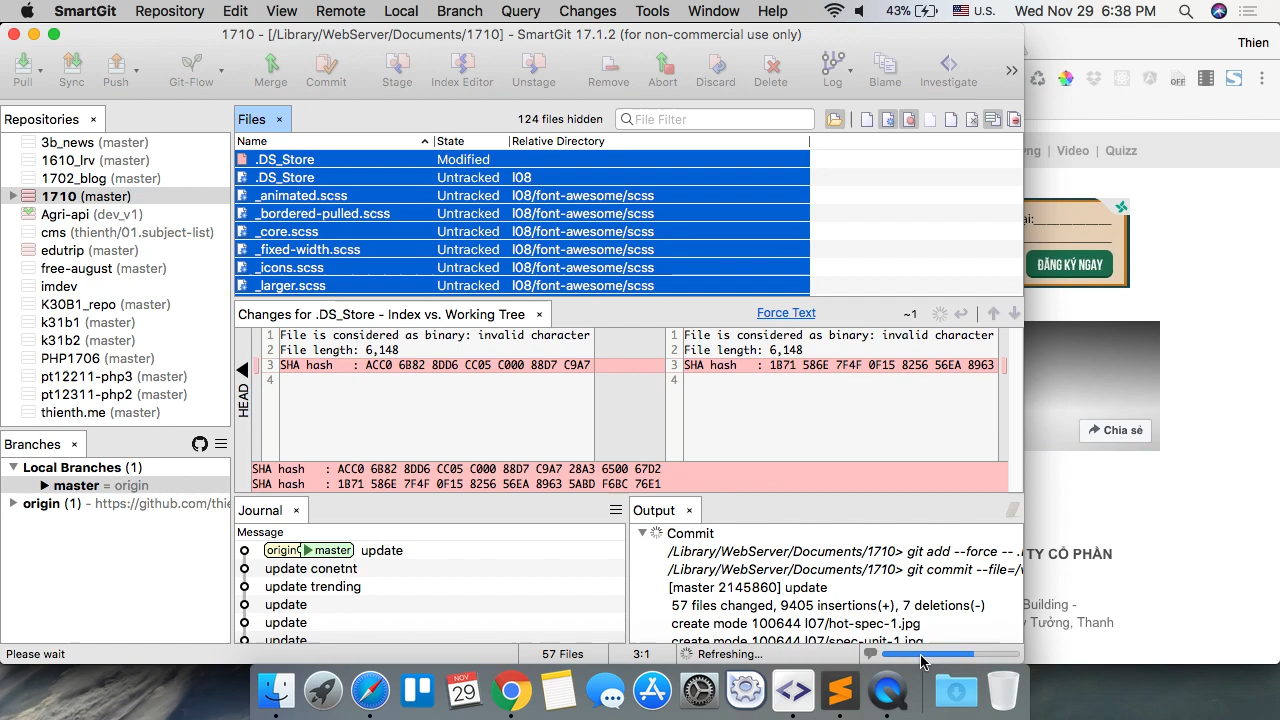 SmartGit Repository Edit View Remote Local Branch Query Changes Tools Window Help 43% U.S. Wed Nov 29 6:38 PM
1710 - [/Library/WebServer/Documents/1710] - SmartGit 17.1.2 (for non-commercial use only)
Thien
Pull Sync Push Git-Flow Merge Commit Stage Index Editor Unstage Remove Abort Discard Delete Log Blame Investigate
OFF
Repositories
3b_news (master)
1610_lrv (master)
1702_blog (master)
1710 (master)
Agri-api (dev_v1)
cms (thienth/01.subject-list)
edutrip (master)
free-august (master)
imdev
K30B1_repo (master)
k31b1 (master)
k31b2 (master)
PHP1706 (master)
pt12211-php3 (master)
pt12311-php2 (master)
thienth.me (master)
Branches
Local Branches (1)
master = origin
origin (1) - https://github.com/thie
Files 124 files hidden File Filter
Name State Relative Directory
.DS_Store Modified
.DS_Store Untracked l08
_animated.scss Untracked l08/font-awesome/scss
_bordered-pulled.scss Untracked l08/font-awesome/scss
_core.scss Untracked l08/font-awesome/scss
_fixed-width.scss Untracked l08/font-awesome/scss
_icons.scss Untracked l08/font-awesome/scss
_larger.scss Untracked l08/font-awesome/scss
Changes for .DS_Store - Index vs. Working Tree Force Text ~1
HEAD
1 File is considered as binary: invalid character
2 File length: 6,148
3 SHA hash : ACC0 6B82 8DD6 CC05 C000 88D7 C9A7
4
1 File is considered as binary: invalid character
2 File length: 6,148
3 SHA hash : 1B71 586E 7F4F 0F15 8256 56EA 8963
4
SHA hash : ACC0 6B82 8DD6 CC05 C000 88D7 C9A7 28A3 6500 67D2
SHA hash : 1B71 586E 7F4F 0F15 8256 56EA 8963 5ABD F6BC 76E1
Journal
Message
origin master update
update conetnt
update trending
update
update
update
Output
Commit
/Library/WebServer/Documents/1710> git add --force -- .
/Library/WebServer/Documents/1710> git commit --file=/
[master 2145860] update
57 files changed, 9405 insertions(+), 7 deletions(-)
create mode 100644 l07/hot-spec-1.jpg
create mode 100644 l07/spec-unit-1.jpg
Please wait 57 Files 3:1 Refreshing...
ng | Video | Quizz
ai:
ĐĂNG KÝ NGAY
Chia sẻ
TY CỔ PHẦN
Building -
Tưởng, Thanh
NOV
29